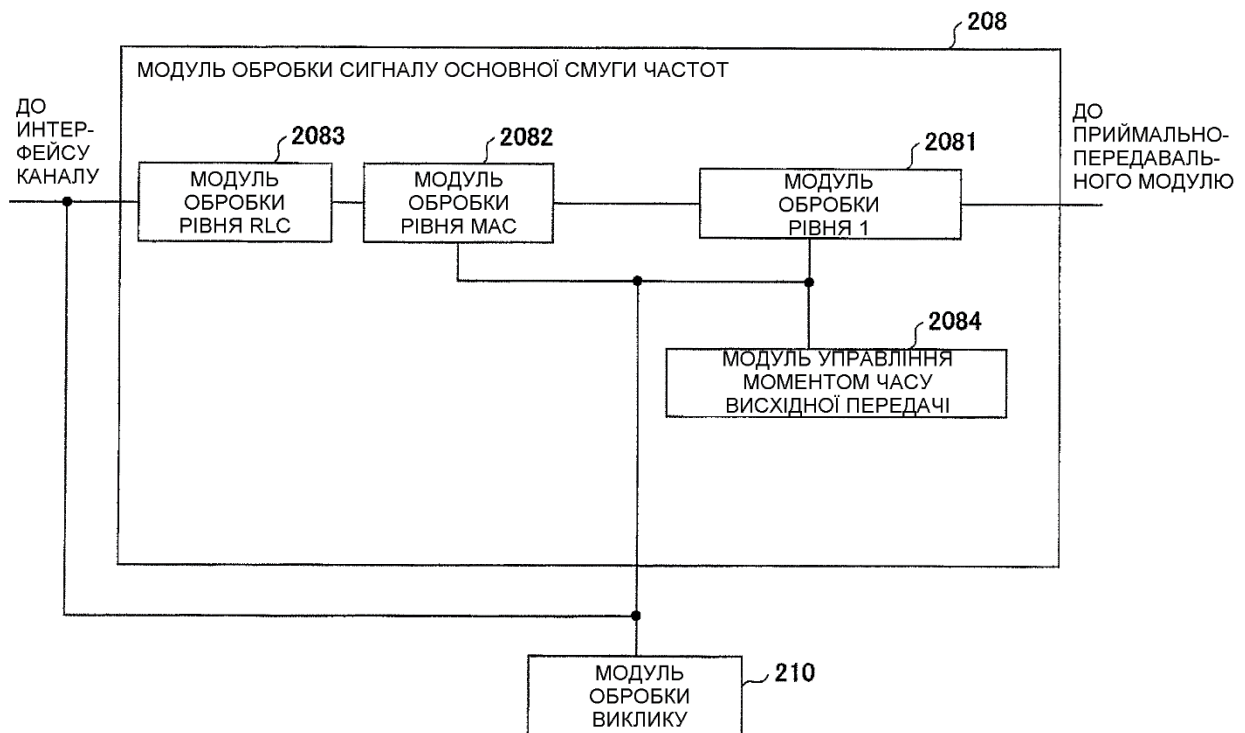 208
МОДУЛЬ ОБРОБКИ СИГНАЛУ ОСНОВНОЇ СМУГИ ЧАСТОТ
ДО
ИНТЕР-
ФЕЙСУ
КАНАЛУ
2083
МОДУЛЬ
ОБРОБКИ
РІВНЯ RLC
2082
МОДУЛЬ
ОБРОБКИ
РІВНЯ MAC
2081
МОДУЛЬ
ОБРОБКИ
РІВНЯ 1
ДО
ПРИЙМАЛЬНО-
ПЕРЕДАВАЛЬ-
НОГО МОДУЛЮ
2084
МОДУЛЬ УПРАВЛІННЯ
МОМЕНТОМ ЧАСУ
ВИСХІДНОЇ ПЕРЕДАЧІ
210
МОДУЛЬ
ОБРОБКИ
ВИКЛИКУ